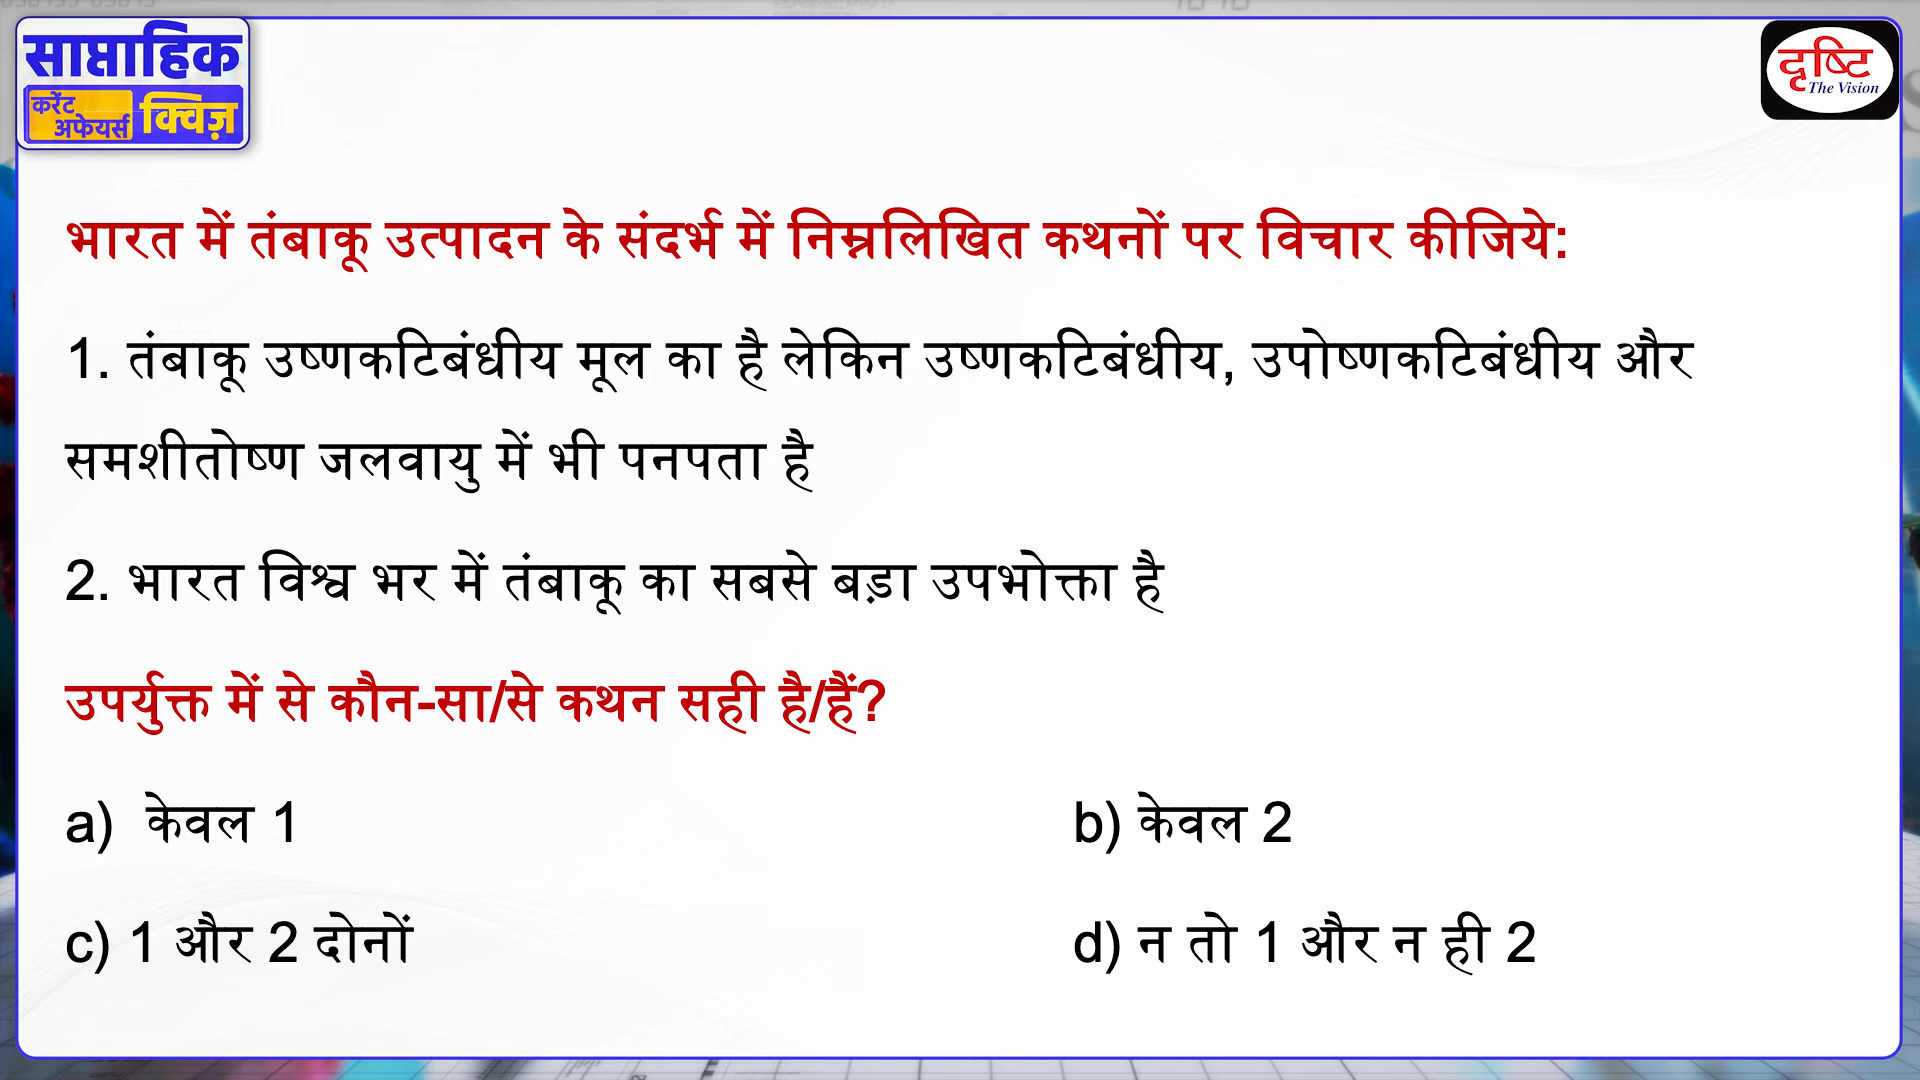 साप्ताहिक
करेंट
अफेयर्स क्विज़
दृष्टि
The Vision
भारत में तंबाकू उत्पादन के संदर्भ में निम्नलिखित कथनों पर विचार कीजिये:
1. तंबाकू उष्णकटिबंधीय मूल का है लेकिन उष्णकटिबंधीय, उपोष्णकटिबंधीय और
समशीतोष्ण जलवायु में भी पनपता है
2. भारत विश्व भर में तंबाकू का सबसे बड़ा उपभोक्ता है
उपर्युक्त में से कौन-सा/से कथन सही है/हैं?
a) केवल 1
b) केवल 2
c) 1 और 2 दोनों
d) न तो 1 और न ही 2